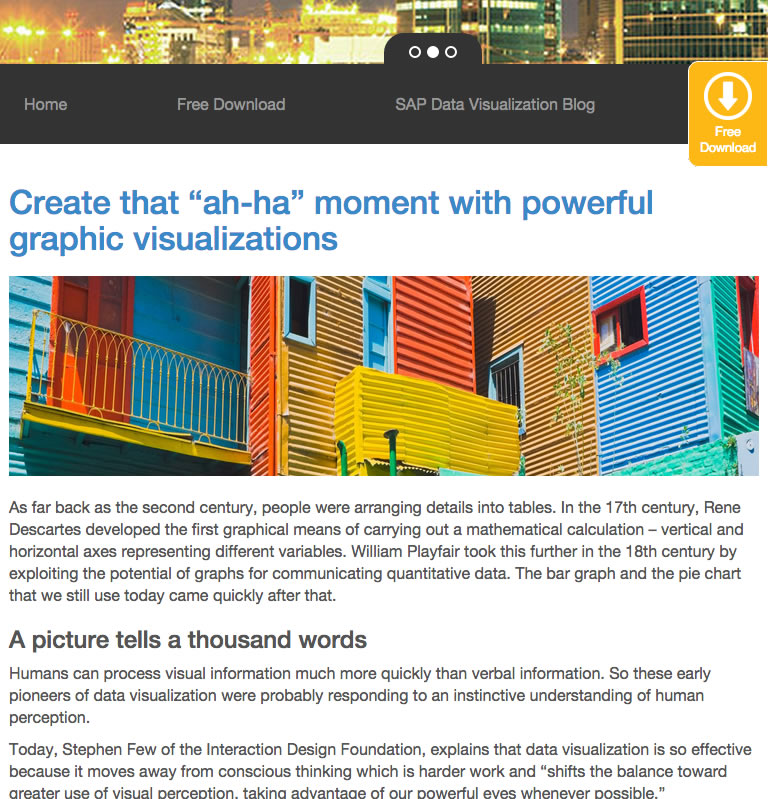 Home
Free Download
SAP Data Visualization Blog
Free
Download
Create that “ah-ha” moment with powerful
graphic visualizations
As far back as the second century, people were arranging details into tables. In the 17th century, Rene
Descartes developed the first graphical means of carrying out a mathematical calculation – vertical and
horizontal axes representing different variables. William Playfair took this further in the 18th century by
exploiting the potential of graphs for communicating quantitative data. The bar graph and the pie chart
that we still use today came quickly after that.
A picture tells a thousand words
Humans can process visual information much more quickly than verbal information. So these early
pioneers of data visualization were probably responding to an instinctive understanding of human
perception.
Today, Stephen Few of the Interaction Design Foundation, explains that data visualization is so effective
because it moves away from conscious thinking which is harder work and “shifts the balance toward
greater use of visual perception, taking advantage of our powerful eyes whenever possible.”